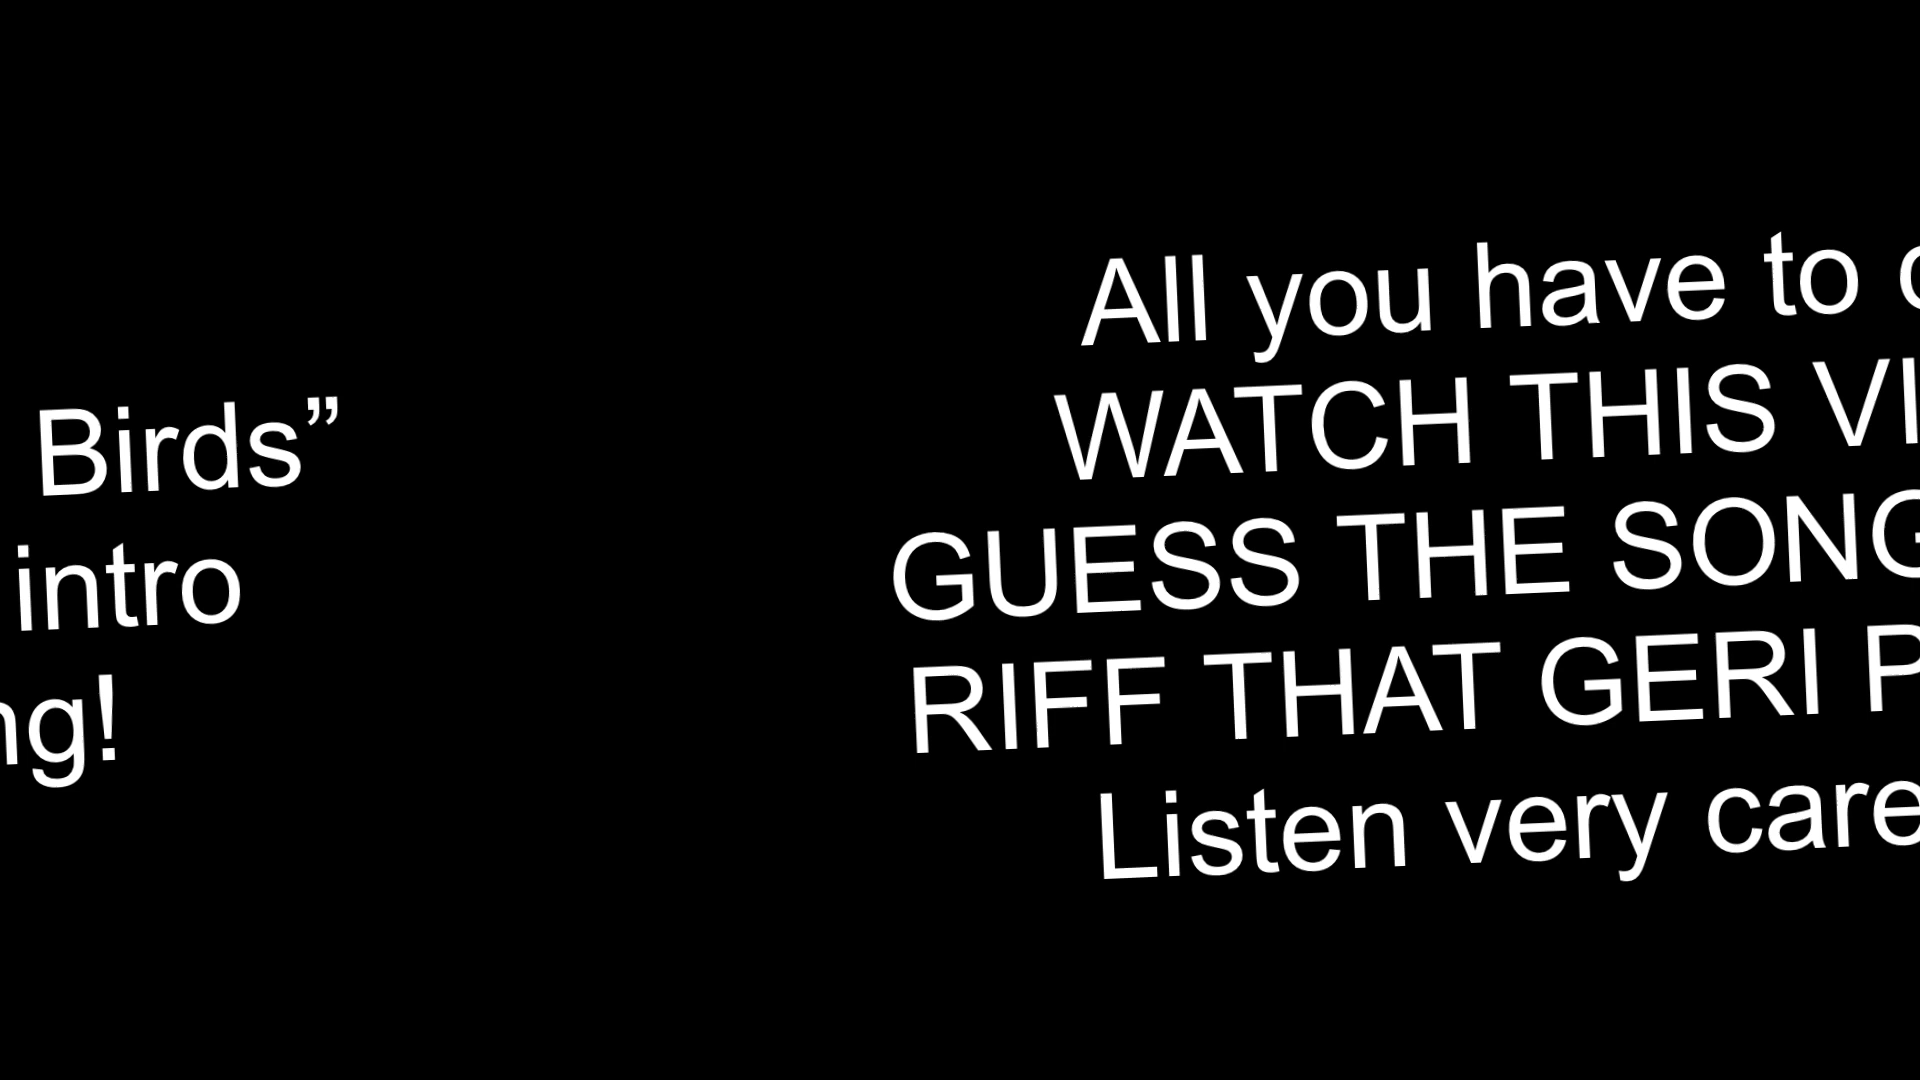 Birds”
intro
ng!
All you have to
WATCH THIS VI
GUESS THE SONG
RIFF THAT GERI P
Listen very care